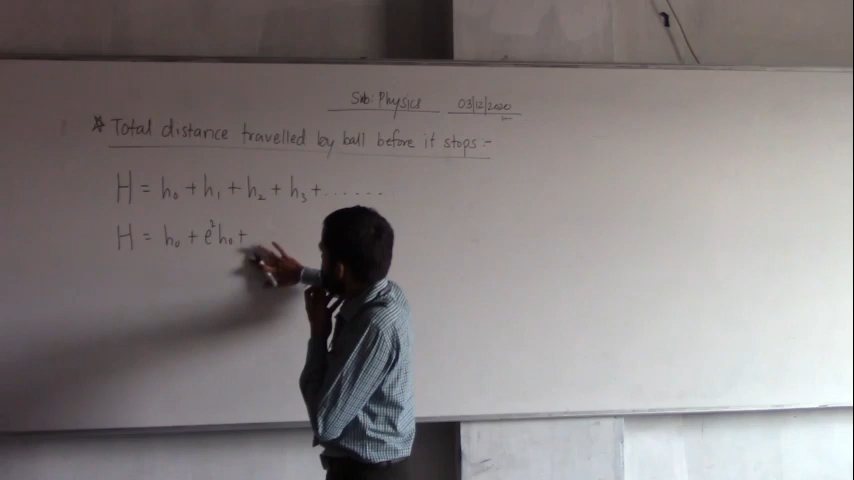 Sub: Physics 03/12/2020
* Total distance travelled by ball before it stops :-
H = h₀ + h₁ + h₂ + h₃ + ......
H = h₀ + e²h₀ +